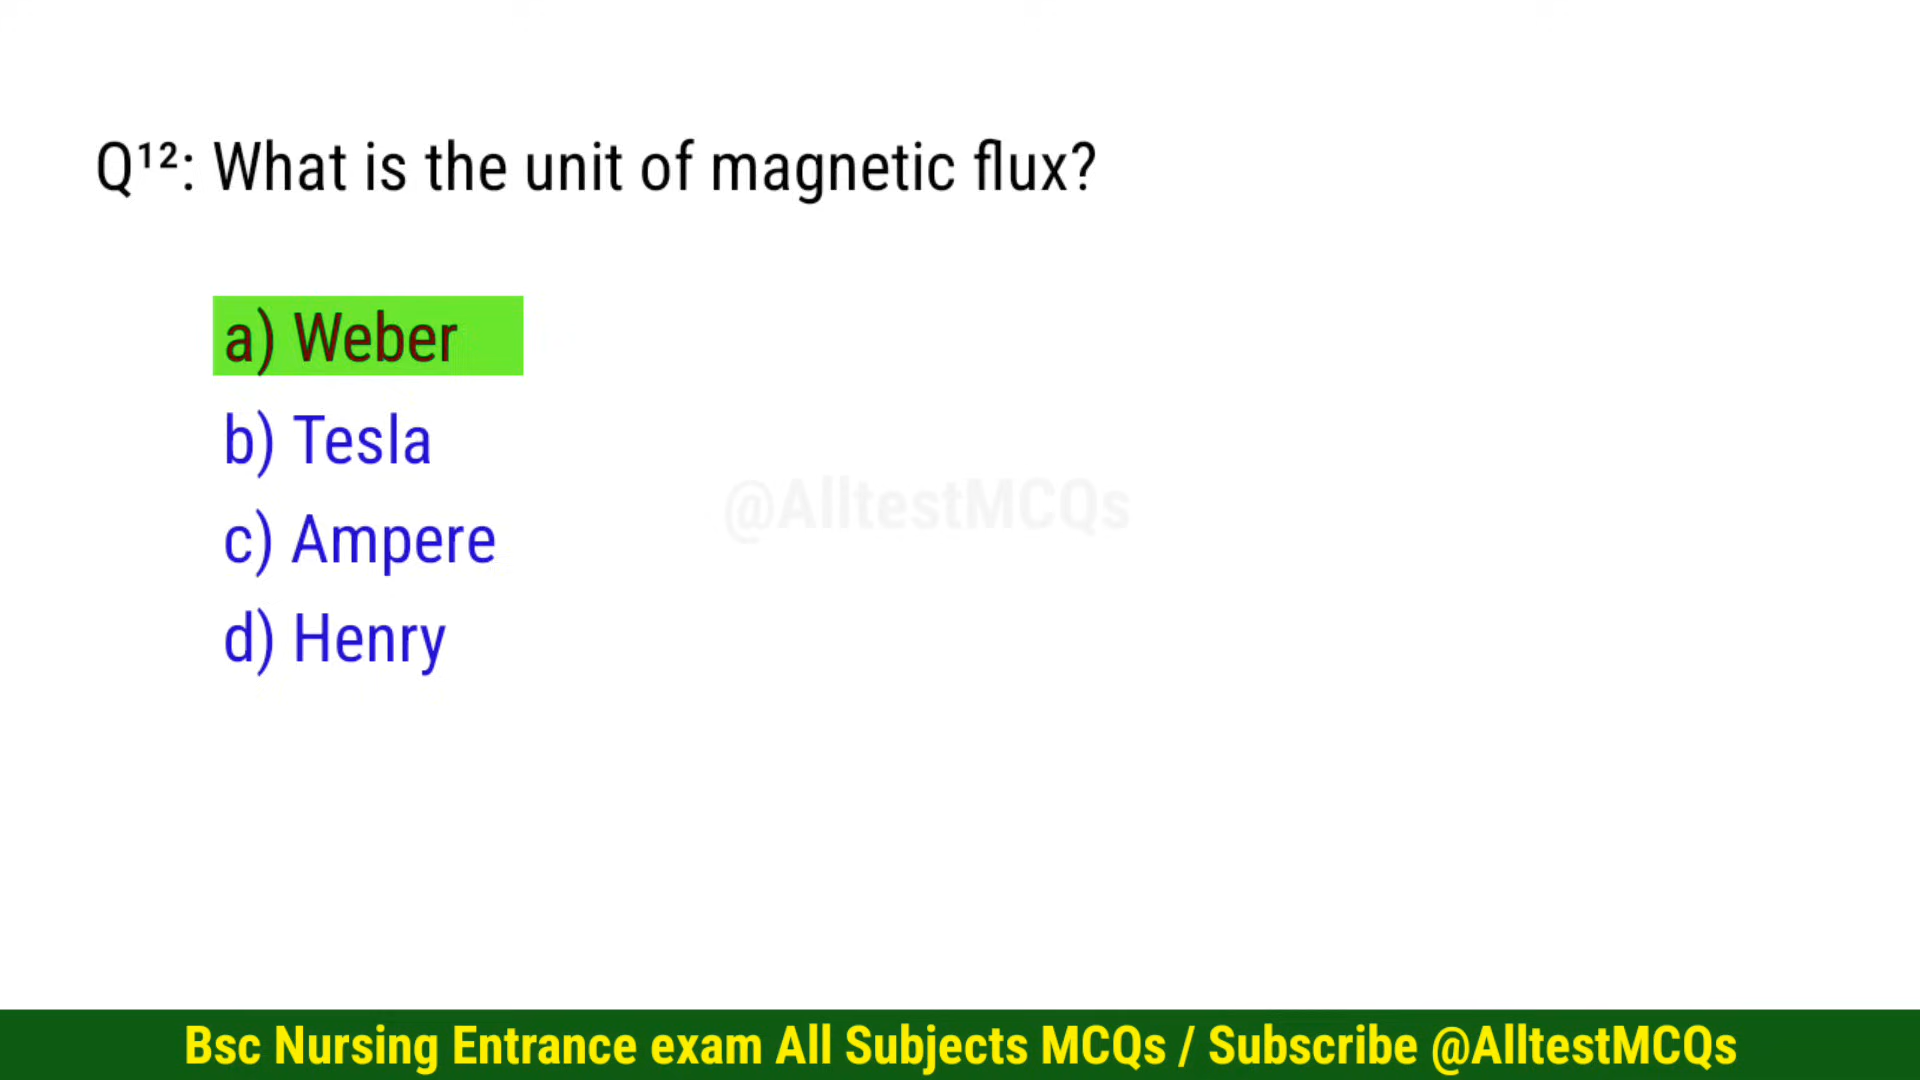 Q¹²: What is the unit of magnetic flux?
a) Weber
b) Tesla
@AlltestMCQs
c) Ampere
d) Henry
Bsc Nursing Entrance exam All Subjects MCQs / Subscribe @AlltestMCQs